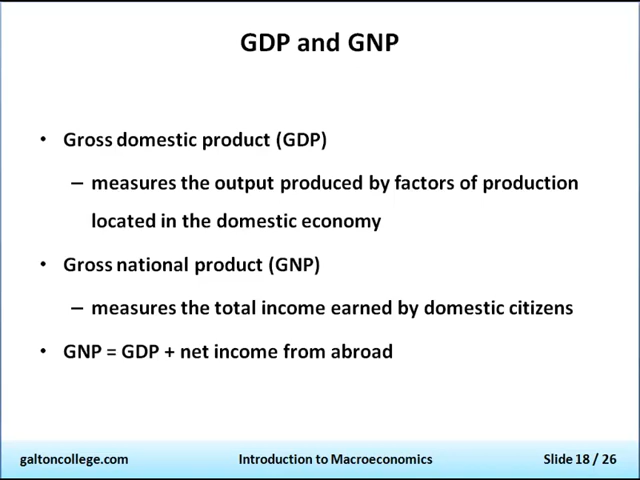 GDP and GNP
• Gross domestic product (GDP)
– measures the output produced by factors of production
located in the domestic economy
• Gross national product (GNP)
– measures the total income earned by domestic citizens
• GNP = GDP + net income from abroad
galtoncollege.com Introduction to Macroeconomics Slide 18 / 26